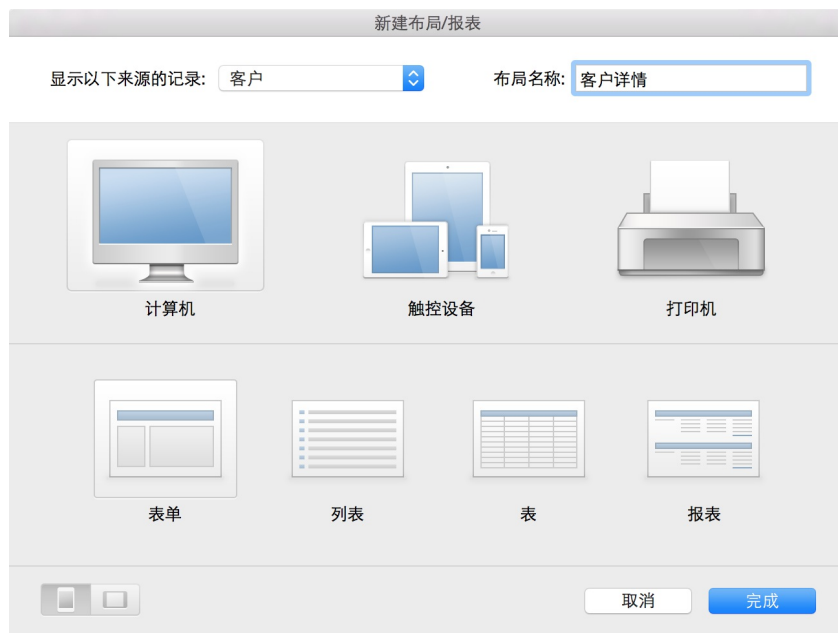 新建布局/报表
显示以下来源的记录: 客户 布局名称: 客户详情
计算机 触控设备 打印机
表单 列表 表 报表
取消 完成